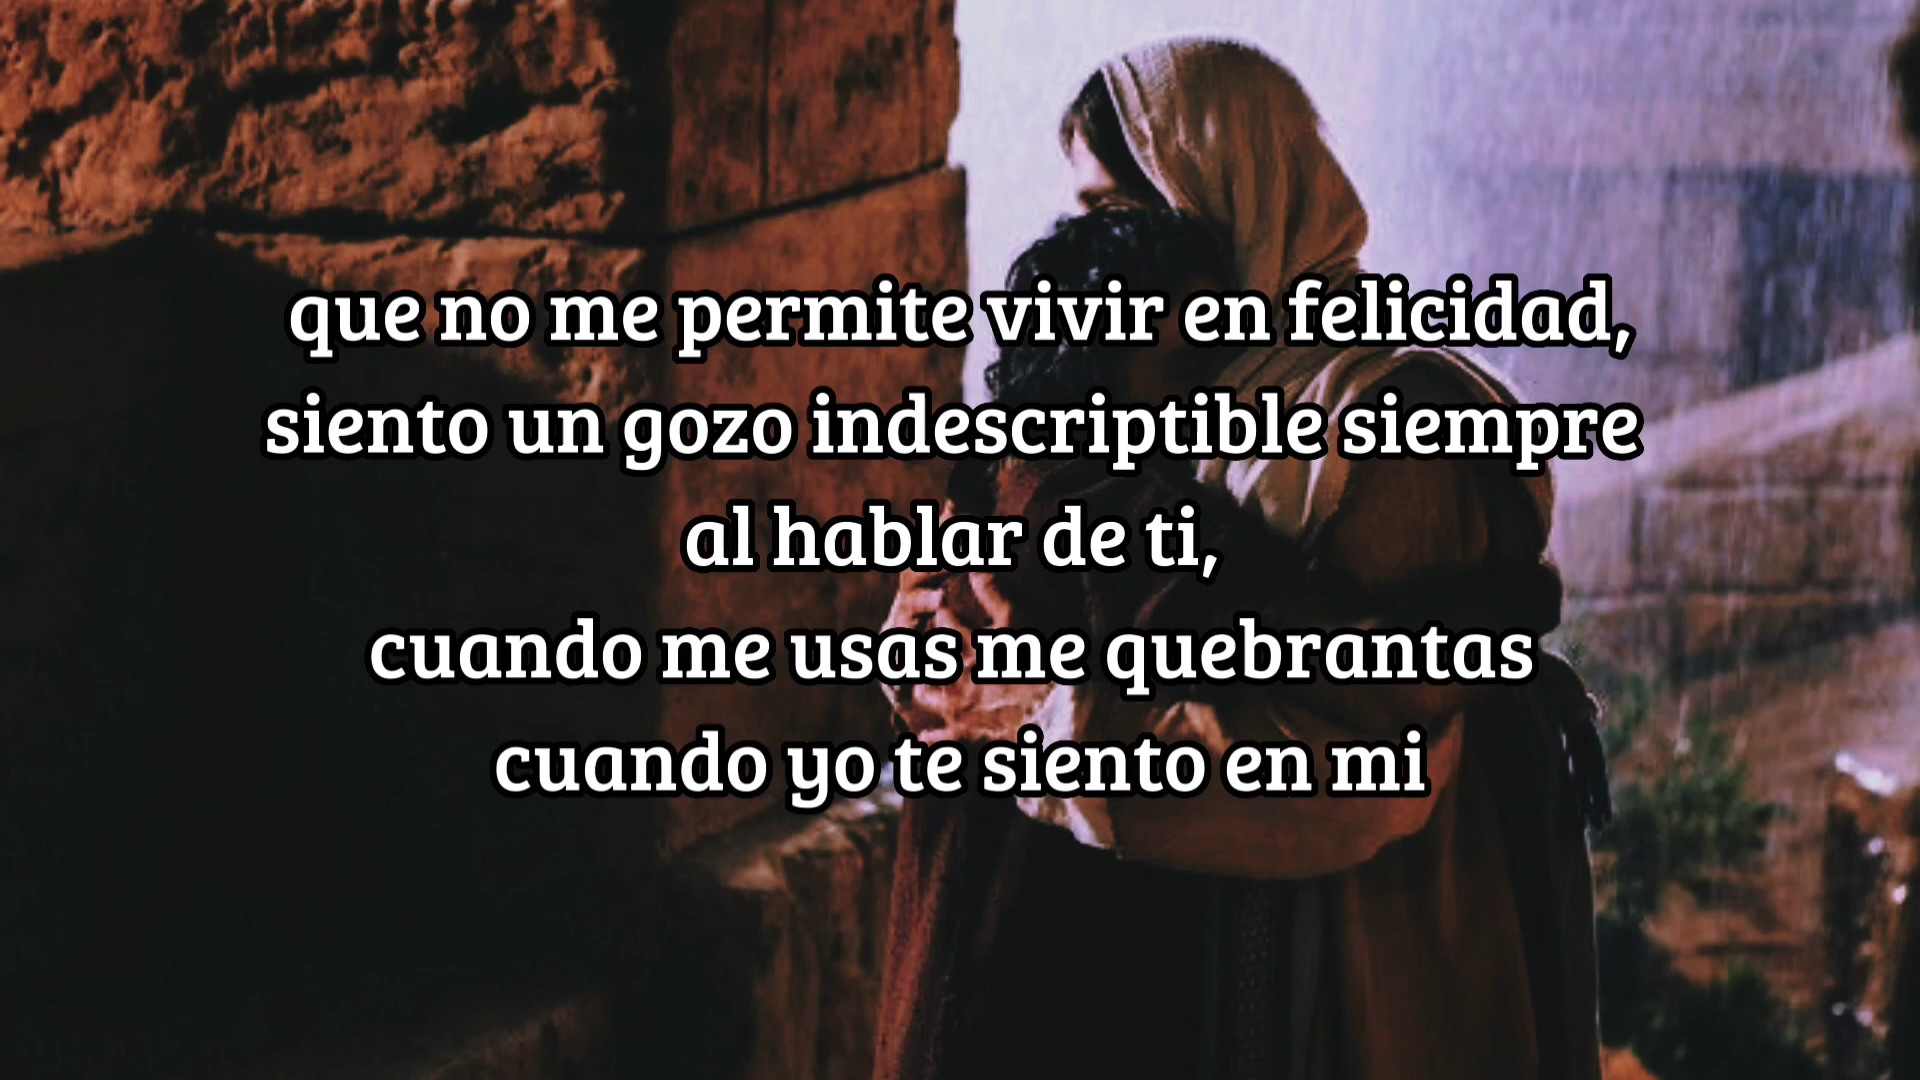 que no me permite vivir en felicidad,
siento un gozo indescriptible siempre
al hablar de ti,
cuando me usas me quebrantas
cuando yo te siento en mi